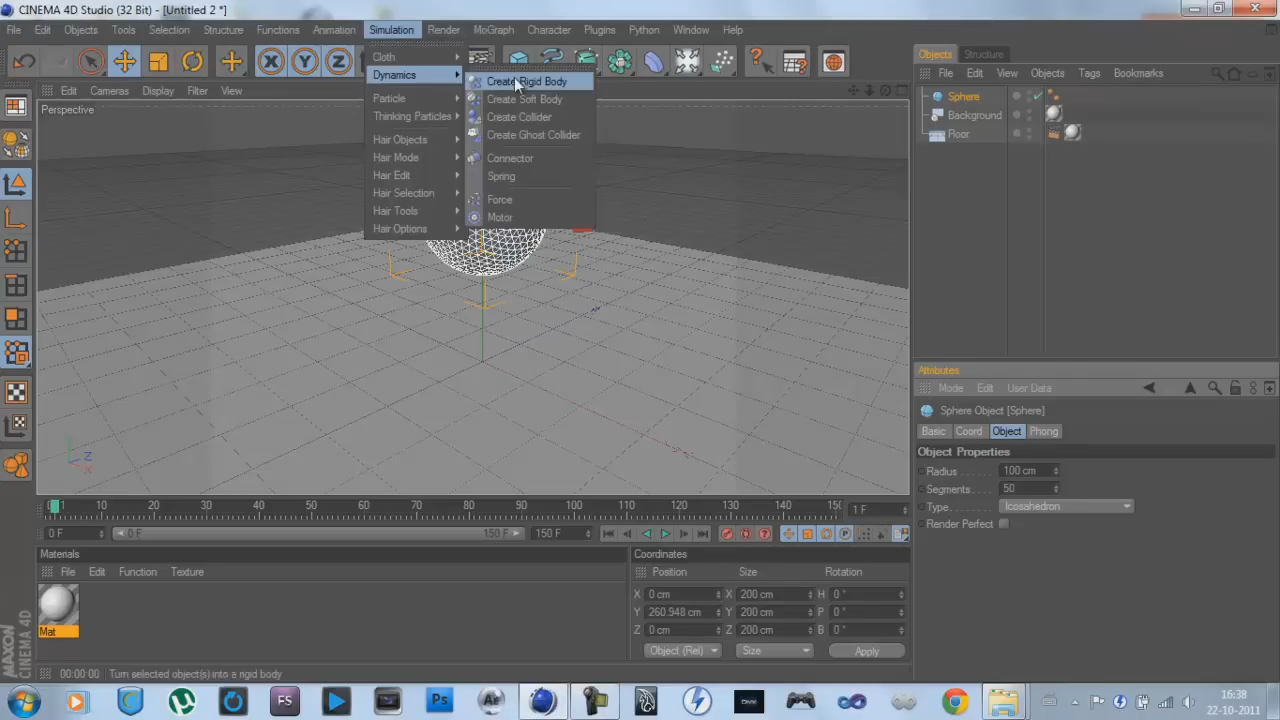 CINEMA 4D Studio (32 Bit) - [Untitled 2 *]
File Edit Objects Tools Selection Structure Functions Animation Simulation Render MoGraph Character Plugins Python Window Help
Cloth
Dynamics
Particle
Thinking Particles
Hair Objects
Hair Mode
Hair Edit
Hair Selection
Hair Tools
Hair Options
Create Rigid Body
Create Soft Body
Create Collider
Create Ghost Collider
Connector
Spring
Force
Motor
X Y Z
Edit Cameras Display Filter View
Perspective
Y
Z
X
Objects Structure
File Edit View Objects Tags Bookmarks
Sphere
Background
Floor
Attributes
Mode Edit User Data
Sphere Object [Sphere]
Basic Coord Object Phong
Object Properties
Radius 100 cm
Segments 50
Type Icosahedron
Render Perfect
0 1 10 20 30 40 50 60 70 80 90 100 110 120 130 140 1 F
0 F 0 F 150 F 150 F
Materials
File Edit Function Texture
Mat
Coordinates
Position Size Rotation
X 0 cm X 200 cm H 0 °
Y 260.948 cm Y 200 cm P 0 °
Z 0 cm Z 200 cm B 0 °
Object (Rel) Size Apply
MAXON
CINEMA 4D
00:00:00 Turn selected object(s) into a rigid body
FS Ps Ae DIVX
16:38
22-10-2011